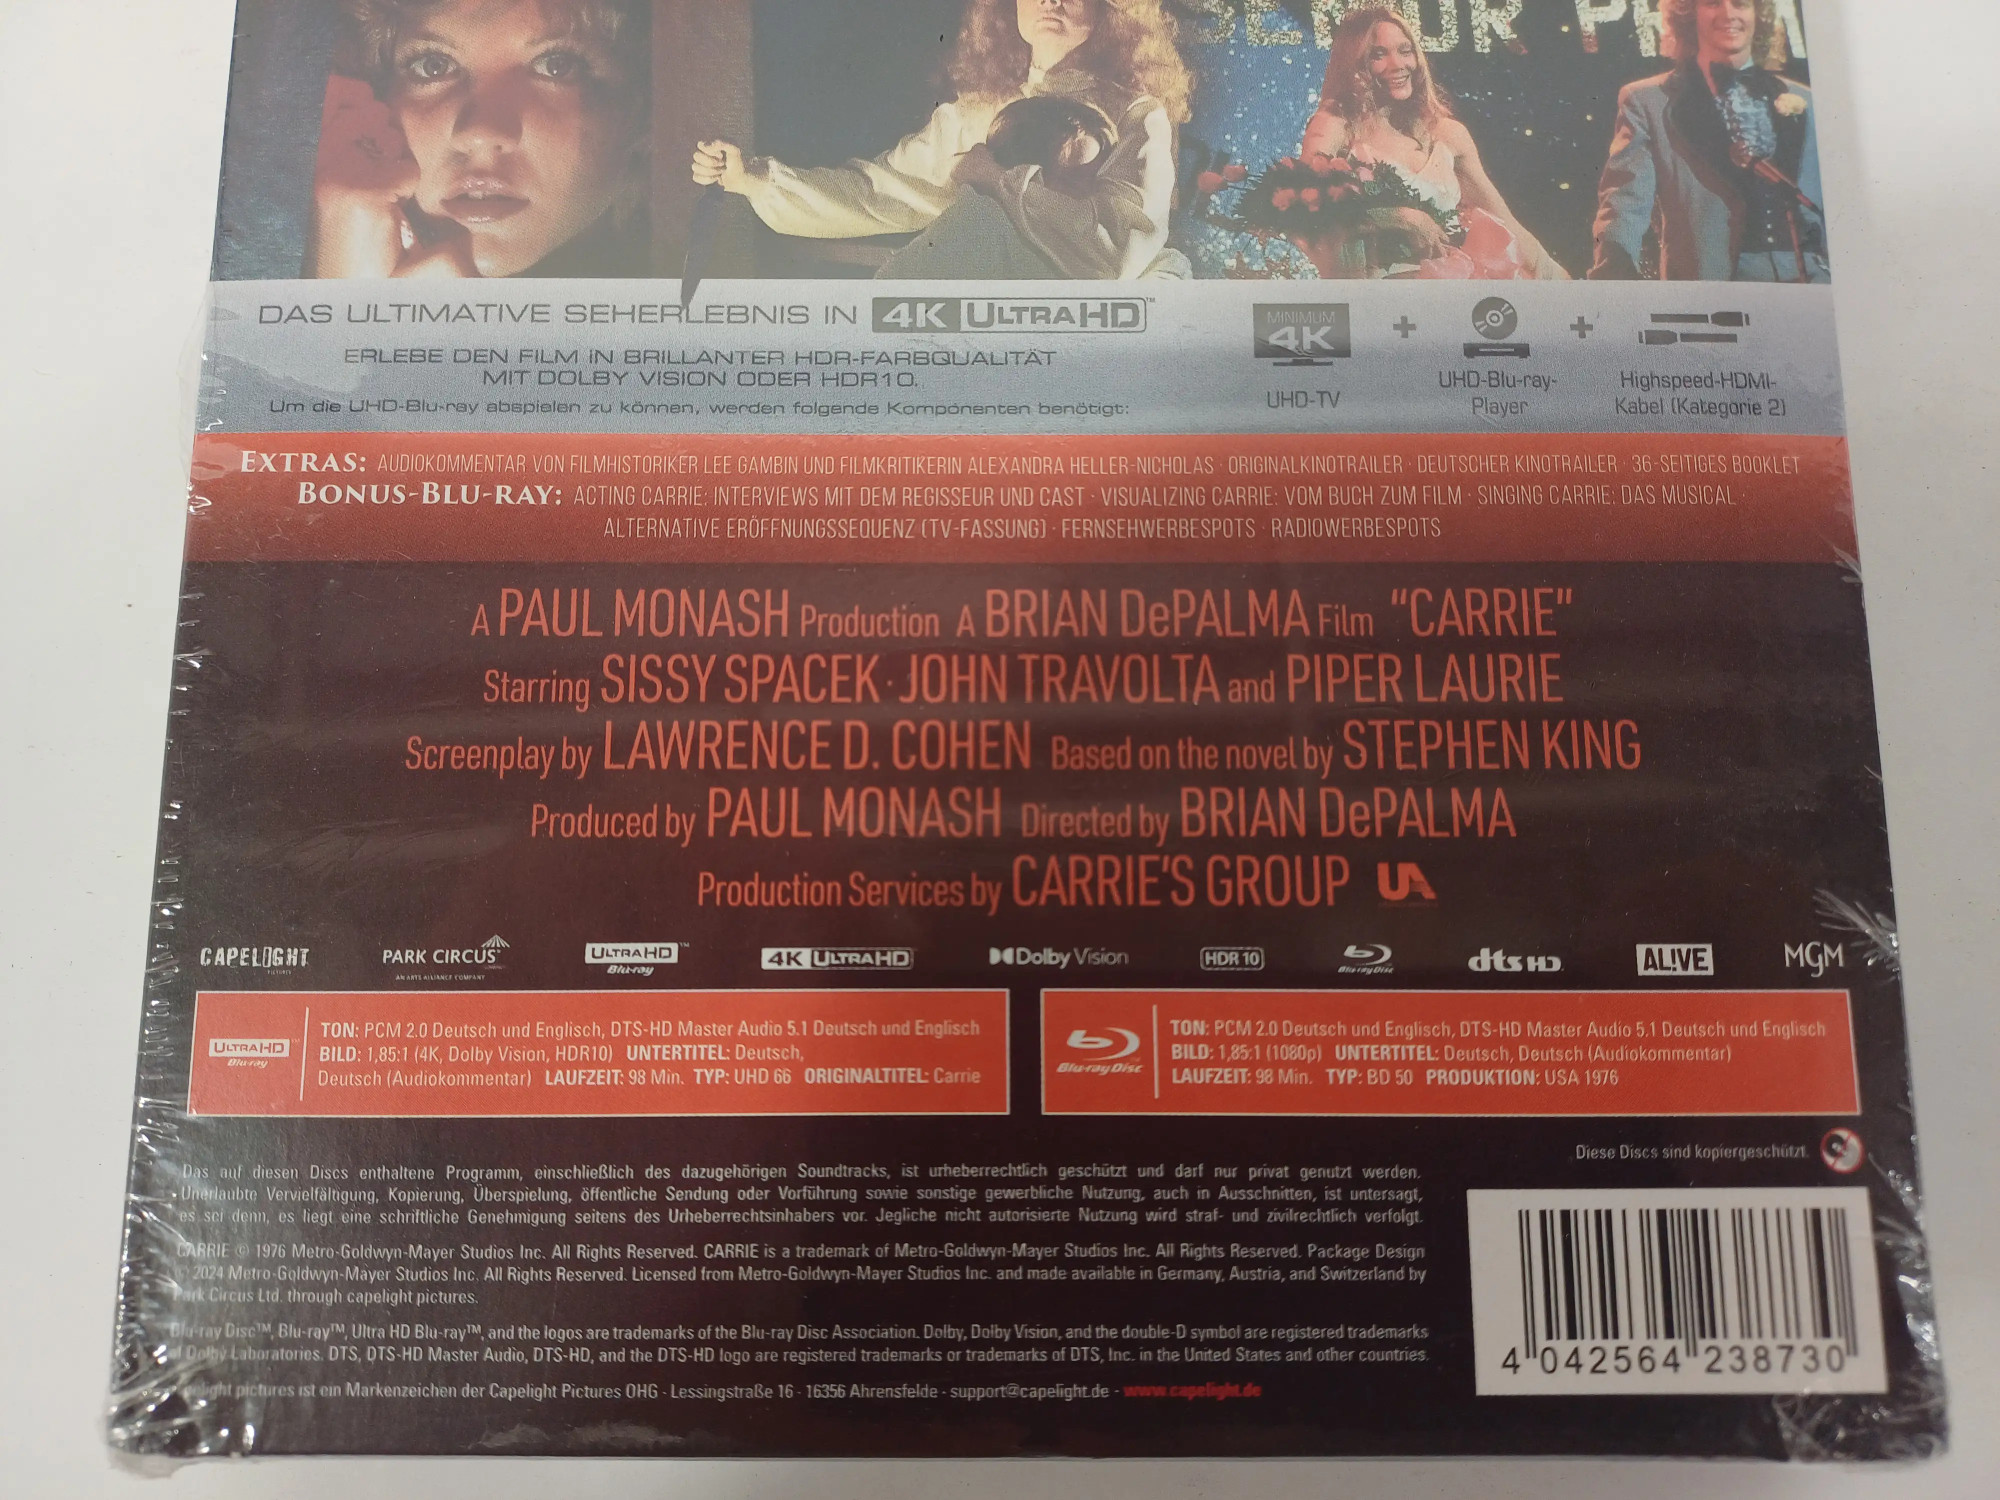 SENIOR PROM
DAS ULTIMATIVE SEHERLEBNIS IN 4K ULTRA HD™
ERLEBE DEN FILM IN BRILLANTER HDR-FARBQUALITÄT
MIT DOLBY VISION ODER HDR10.
Um die UHD-Blu-ray abspielen zu können, werden folgende Komponenten benötigt:
MINIMUM
4K
UHD-TV
+
UHD-Blu-ray-
Player
+
Highspeed-HDMI-
Kabel (Kategorie 2)
EXTRAS: AUDIOKOMMENTAR VON FILMHISTORIKER LEE GAMBIN UND FILMKRITIKERIN ALEXANDRA HELLER-NICHOLAS · ORIGINALKINOTRAILER · DEUTSCHER KINOTRAILER · 36-SEITIGES BOOKLET
BONUS-BLU-RAY: ACTING CARRIE: INTERVIEWS MIT DEM REGISSEUR UND CAST · VISUALIZING CARRIE: VOM BUCH ZUM FILM · SINGING CARRIE: DAS MUSICAL ·
ALTERNATIVE ERÖFFNUNGSSEQUENZ (TV-FASSUNG) · FERNSEHWERBESPOTS · RADIOWERBESPOTS
A PAUL MONASH Production A BRIAN DePALMA Film "CARRIE"
Starring SISSY SPACEK · JOHN TRAVOLTA and PIPER LAURIE
Screenplay by LAWRENCE D. COHEN Based on the novel by STEPHEN KING
Produced by PAUL MONASH Directed by BRIAN DePALMA
Production Services by CARRIE'S GROUP UA
CAPELIGHT PICTURES PARK CIRCUS AN ARTS ALLIANCE COMPANY ULTRA HD Blu-ray™ 4K ULTRA HD Dolby Vision HDR 10 Blu-ray Disc dts HD AL!VE MGM
ULTRA HD Blu-ray™
TON: PCM 2.0 Deutsch und Englisch, DTS-HD Master Audio 5.1 Deutsch und Englisch
BILD: 1,85:1 (4K, Dolby Vision, HDR10) UNTERTITEL: Deutsch,
Deutsch (Audiokommentar) LAUFZEIT: 98 Min. TYP: UHD 66 ORIGINALTITEL: Carrie
Blu-ray Disc
TON: PCM 2.0 Deutsch und Englisch, DTS-HD Master Audio 5.1 Deutsch und Englisch
BILD: 1,85:1 (1080p) UNTERTITEL: Deutsch, Deutsch (Audiokommentar)
LAUFZEIT: 98 Min. TYP: BD 50 PRODUKTION: USA 1976
Diese Discs sind kopiergeschützt.
Das auf diesen Discs enthaltene Programm, einschließlich des dazugehörigen Soundtracks, ist urheberrechtlich geschützt und darf nur privat genutzt werden.
Unerlaubte Vervielfältigung, Kopierung, Überspielung, öffentliche Sendung oder Vorführung sowie sonstige gewerbliche Nutzung, auch in Ausschnitten, ist untersagt,
es sei denn, es liegt eine schriftliche Genehmigung seitens des Urheberrechtsinhabers vor. Jegliche nicht autorisierte Nutzung wird straf- und zivilrechtlich verfolgt.
CARRIE © 1976 Metro-Goldwyn-Mayer Studios Inc. All Rights Reserved. CARRIE is a trademark of Metro-Goldwyn-Mayer Studios Inc. All Rights Reserved. Package Design
© 2024 Metro-Goldwyn-Mayer Studios Inc. All Rights Reserved. Licensed from Metro-Goldwyn-Mayer Studios Inc. and made available in Germany, Austria, and Switzerland by
Park Circus Ltd. through capelight pictures.
Blu-ray Disc™, Blu-ray™, Ultra HD Blu-ray™, and the logos are trademarks of the Blu-ray Disc Association. Dolby, Dolby Vision, and the double-D symbol are registered trademarks
of Dolby Laboratories. DTS, DTS-HD Master Audio, DTS-HD, and the DTS-HD logo are registered trademarks or trademarks of DTS, Inc. in the United States and other countries.
capelight pictures ist ein Markenzeichen der Capelight Pictures OHG · Lessingstraße 16 · 16356 Ahrensfelde · support@capelight.de · www.capelight.de
4 042564 238730